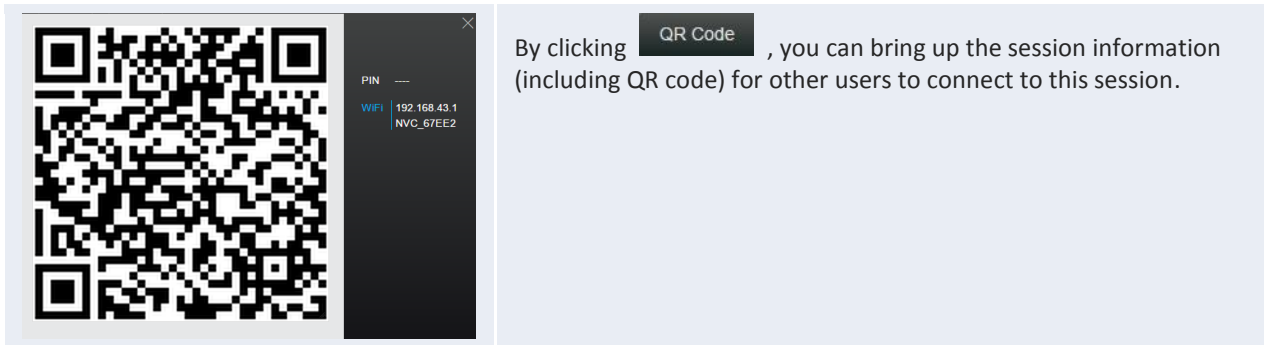 PIN ----
WiFi 192.168.43.1
NVC_67EE2
By clicking QR Code , you can bring up the session information
(including QR code) for other users to connect to this session.